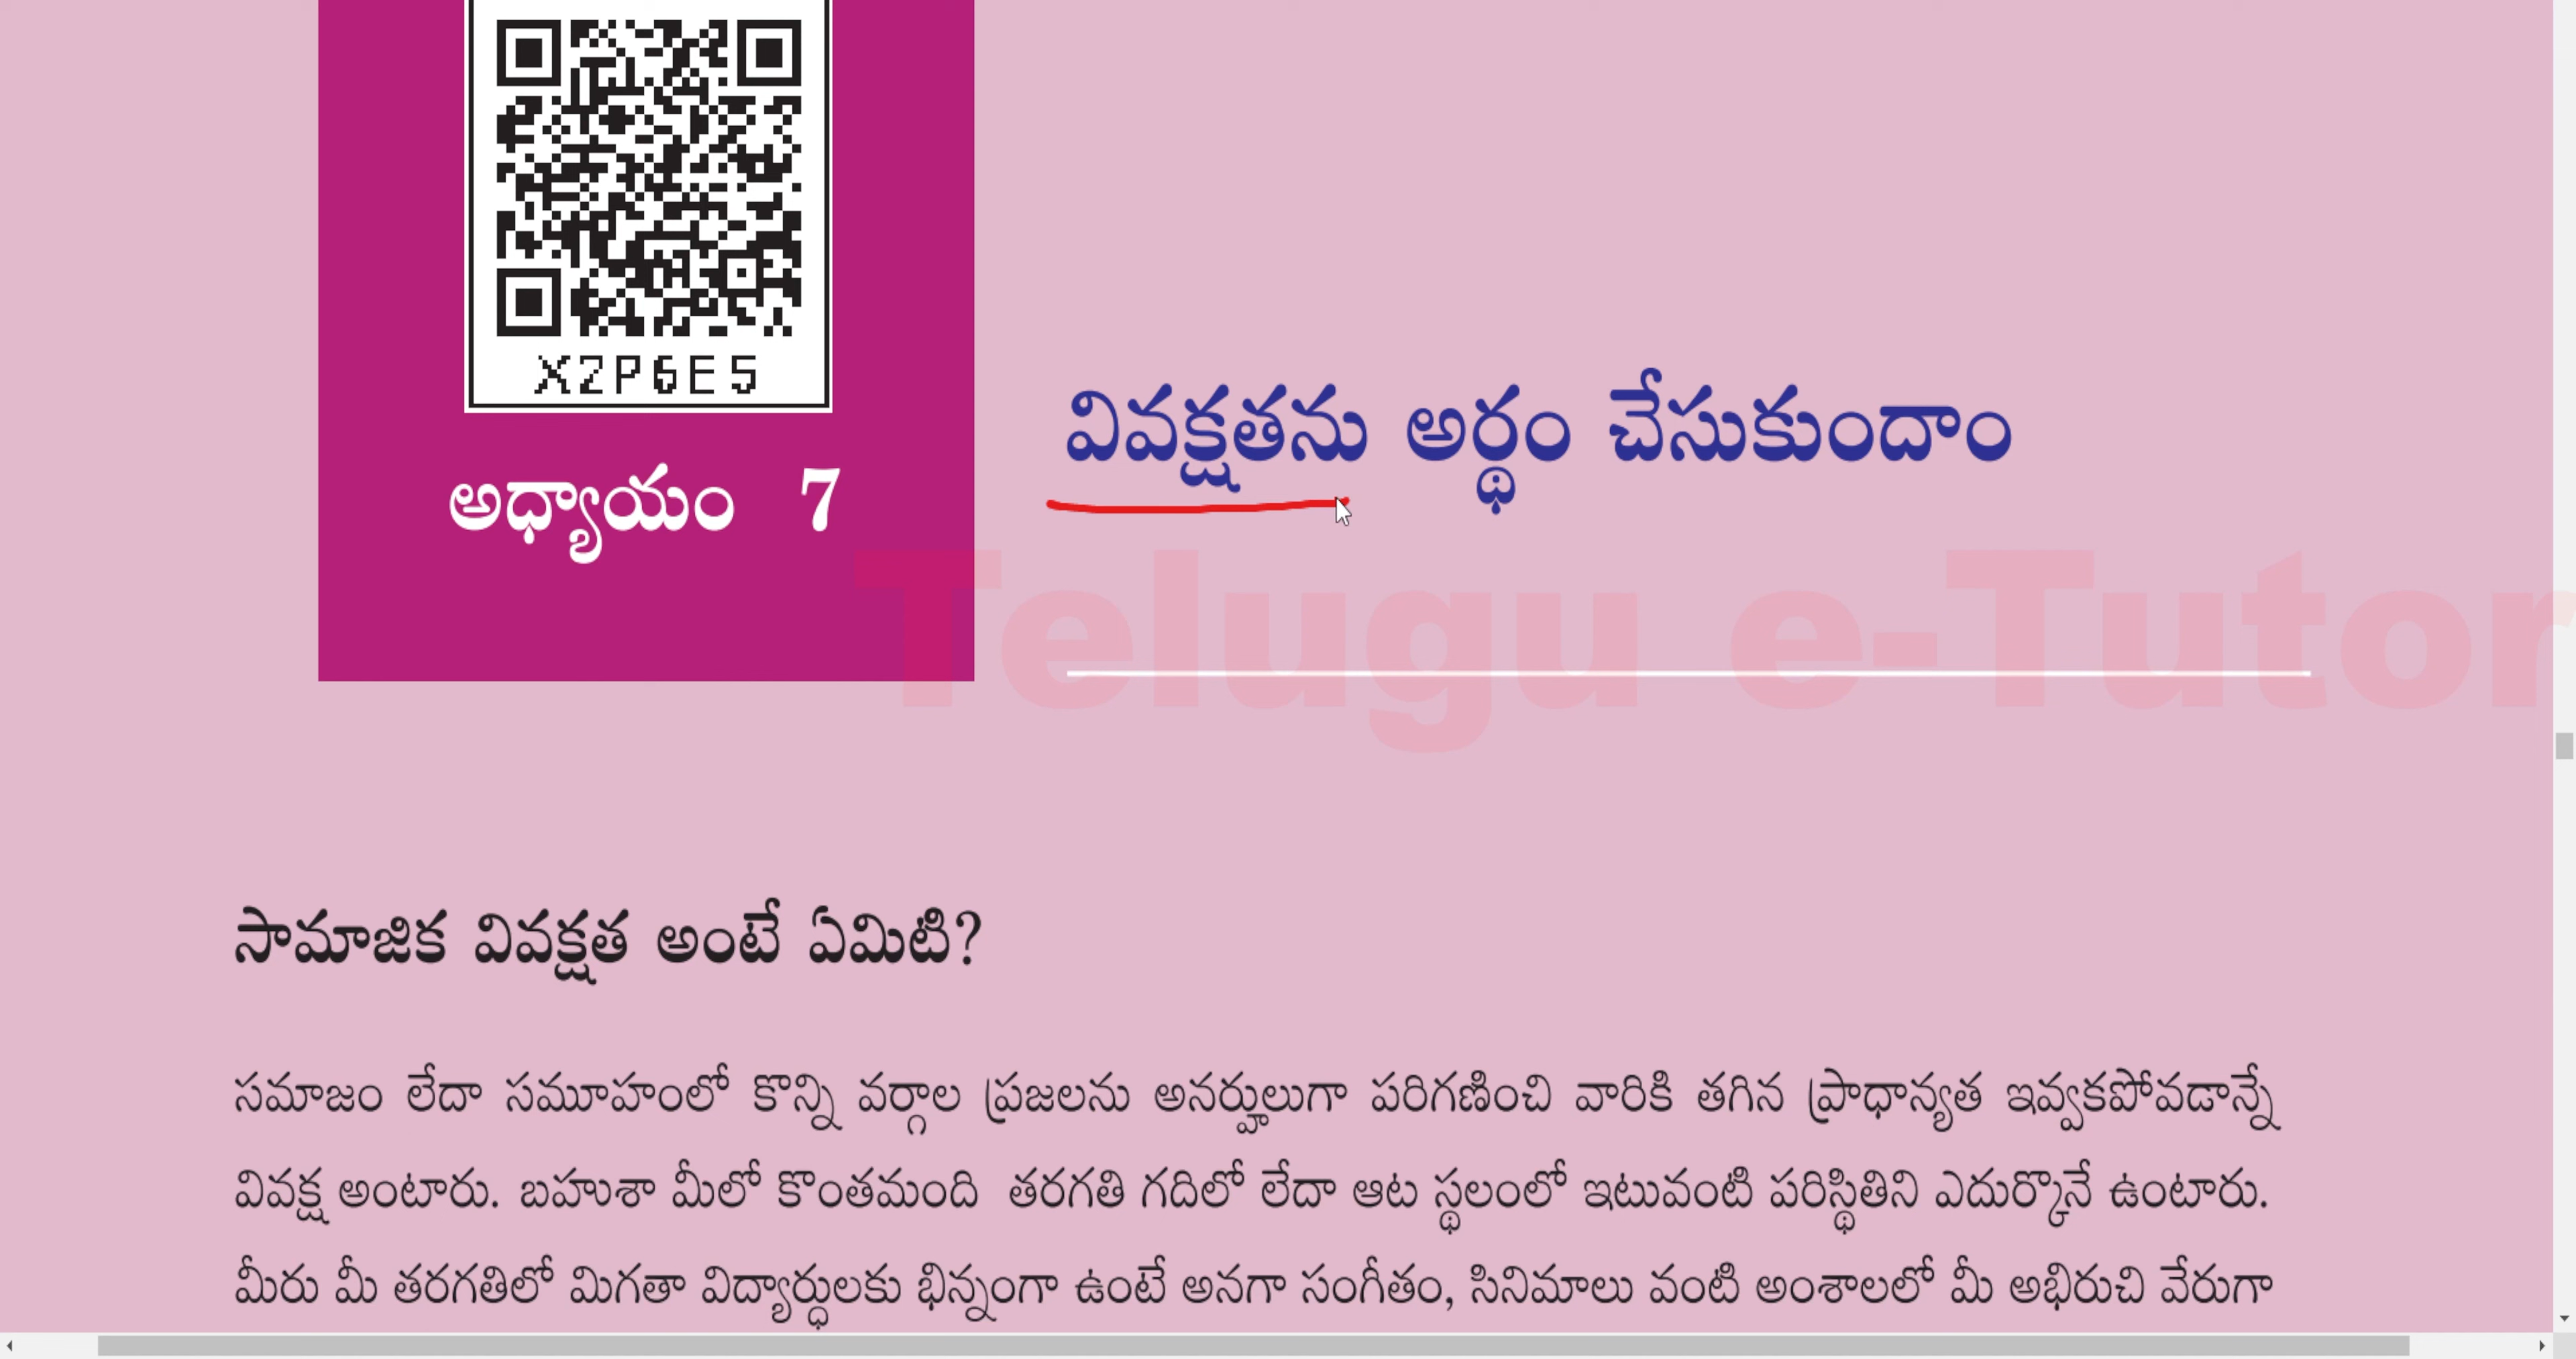 X2P6E5
అధ్యాయం 7
వివక్షతను అర్థం చేసుకుందాం
Telugu e-Tutor
సామాజిక వివక్షత అంటే ఏమిటి?
సమాజం లేదా సమూహంలో కొన్ని వర్గాల ప్రజలను అనర్హులుగా పరిగణించి వారికి తగిన ప్రాధాన్యత ఇవ్వకపోవడాన్నే
వివక్ష అంటారు. బహుశా మీలో కొంతమంది తరగతి గదిలో లేదా ఆట స్థలంలో ఇటువంటి పరిస్థితిని ఎదుర్కొనే ఉంటారు.
మీరు మీ తరగతిలో మిగతా విద్యార్థులకు భిన్నంగా ఉంటే అనగా సంగీతం, సినిమాలు వంటి అంశాలలో మీ అభిరుచి వేరుగా